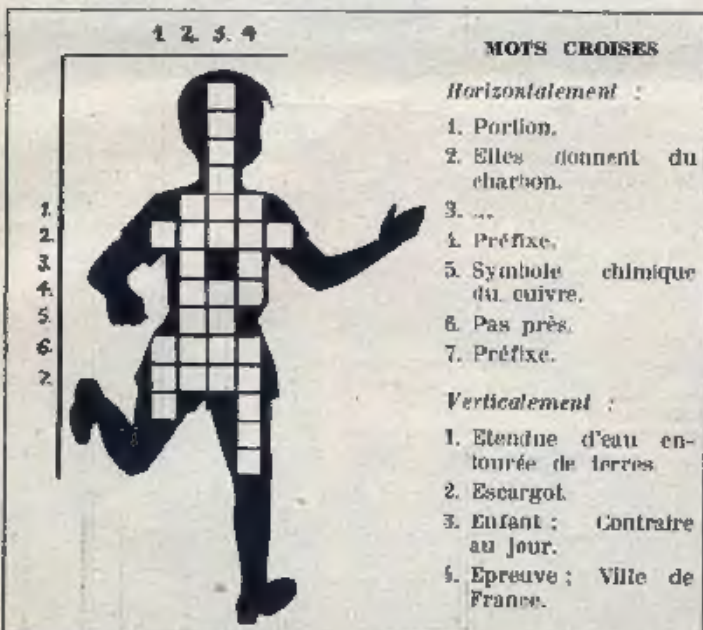 1 2. 3. 4
MOTS CROISES
Horizontalement :
1. Portion.
2. Elles donnent du
charbon.
3. ...
4. Préfixe.
5. Symbole chimique
du cuivre.
6. Pas près.
7. Préfixe.
Verticalement :
1. Etendue d'eau en-
tourée de terres
2. Escargot.
3. Enfant ; Contraire
au jour.
4. Epreuve ; Ville de
France.
1.
2.
3.
4.
5.
6
7.